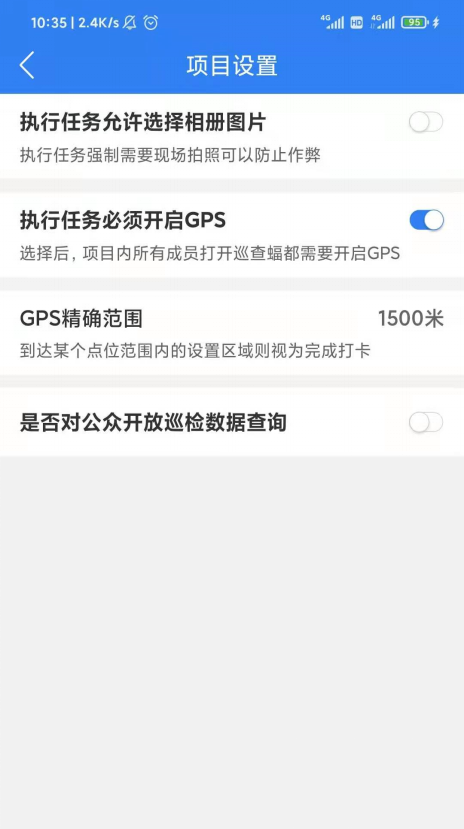 10:35 | 2.4K/s 4G HD 4G 95
项目设置
执行任务允许选择相册图片
执行任务强制需要现场拍照可以防止作弊
执行任务必须开启GPS
选择后，项目内所有成员打开巡查蝠都需要开启GPS
GPS精确范围 1500米
到达某个点位范围内的设置区域则视为完成打卡
是否对公众开放巡检数据查询